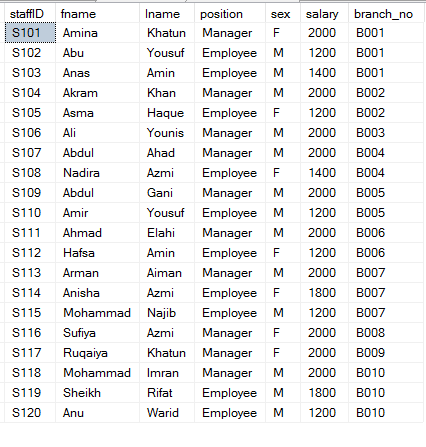 staffID fname lname position sex salary branch_no
S101 Amina Khatun Manager F 2000 B001
S102 Abu Yousuf Employee M 1200 B001
S103 Anas Amin Employee M 1400 B001
S104 Akram Khan Manager M 2000 B002
S105 Asma Haque Employee F 1200 B002
S106 Ali Younis Manager M 2000 B003
S107 Abdul Ahad Manager M 2000 B004
S108 Nadira Azmi Employee F 1400 B004
S109 Abdul Gani Manager M 2000 B005
S110 Amir Yousuf Employee M 1200 B005
S111 Ahmad Elahi Manager M 2000 B006
S112 Hafsa Amin Employee F 1200 B006
S113 Arman Aiman Manager M 2000 B007
S114 Anisha Azmi Employee F 1800 B007
S115 Mohammad Najib Employee M 1200 B007
S116 Sufiya Azmi Manager F 2000 B008
S117 Ruqaiya Khatun Manager F 2000 B009
S118 Mohammad Imran Manager M 2000 B010
S119 Sheikh Rifat Employee M 1800 B010
S120 Anu Warid Employee M 1200 B010